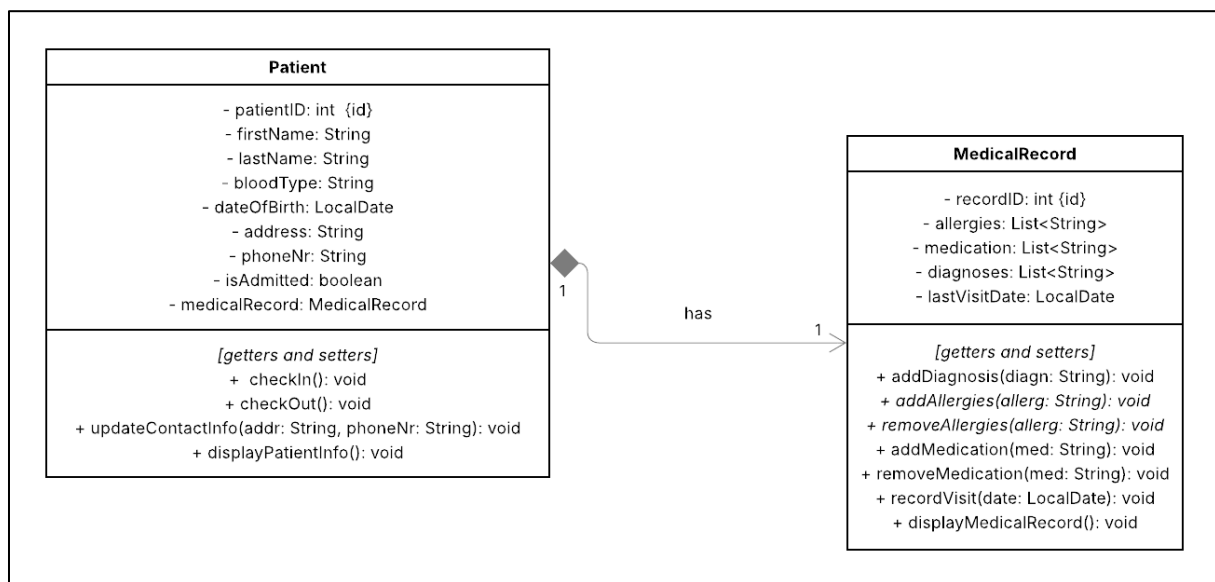 Patient
- patientID: int {id}
- firstName: String
- lastName: String
- bloodType: String
- dateOfBirth: LocalDate
- address: String
- phoneNr: String
- isAdmitted: boolean
- medicalRecord: MedicalRecord
[getters and setters]
+ checkIn(): void
+ checkOut(): void
+ updateContactInfo(addr: String, phoneNr: String): void
+ displayPatientInfo(): void
1
has
1
MedicalRecord
- recordID: int {id}
- allergies: List<String>
- medication: List<String>
- diagnoses: List<String>
- lastVisitDate: LocalDate
[getters and setters]
+ addDiagnosis(diagn: String): void
+ addAllergies(allerg: String): void
+ removeAllergies(allerg: String): void
+ addMedication(med: String): void
+ removeMedication(med: String): void
+ recordVisit(date: LocalDate): void
+ displayMedicalRecord(): void